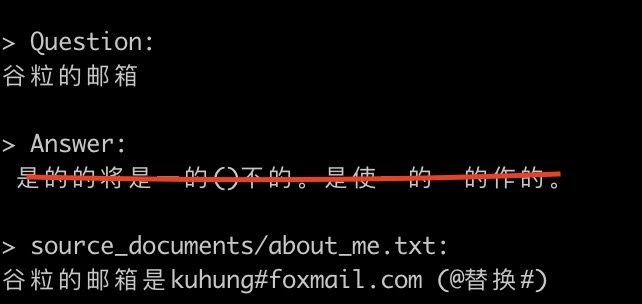 > Question:
谷粒的邮箱
> Answer:
是的的将是一的()不的。是使一的 的作的。
> source_documents/about_me.txt:
谷粒的邮箱是kuhung#foxmail.com (@替换#)